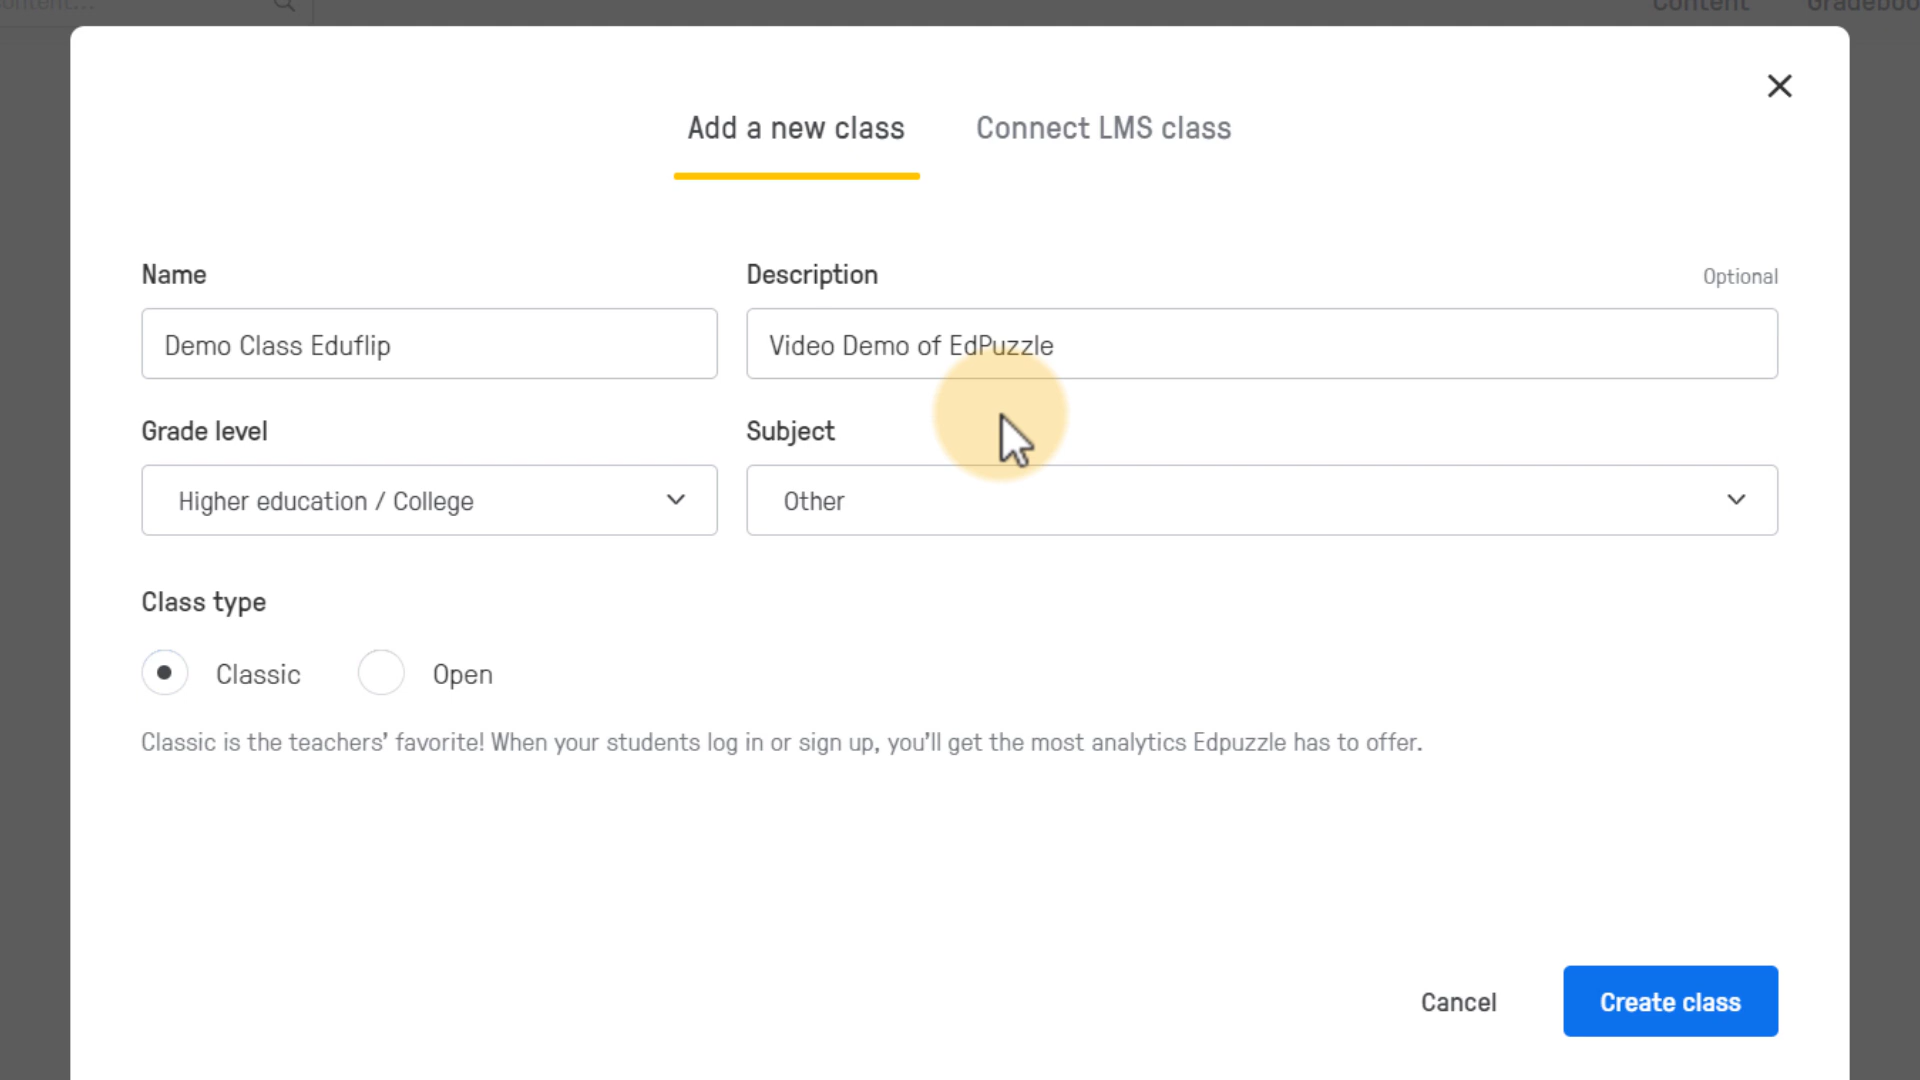 Content
Add a new class
Connect LMS class
Name
Description
Optional
Demo Class Eduflip
Video Demo of EdPuzzle
Grade level
Subject
Higher education / College
Other
Class type
Classic
Open
Classic is the teachers’ favorite! When your students log in or sign up, you’ll get the most analytics Edpuzzle has to offer.
Cancel
Create class